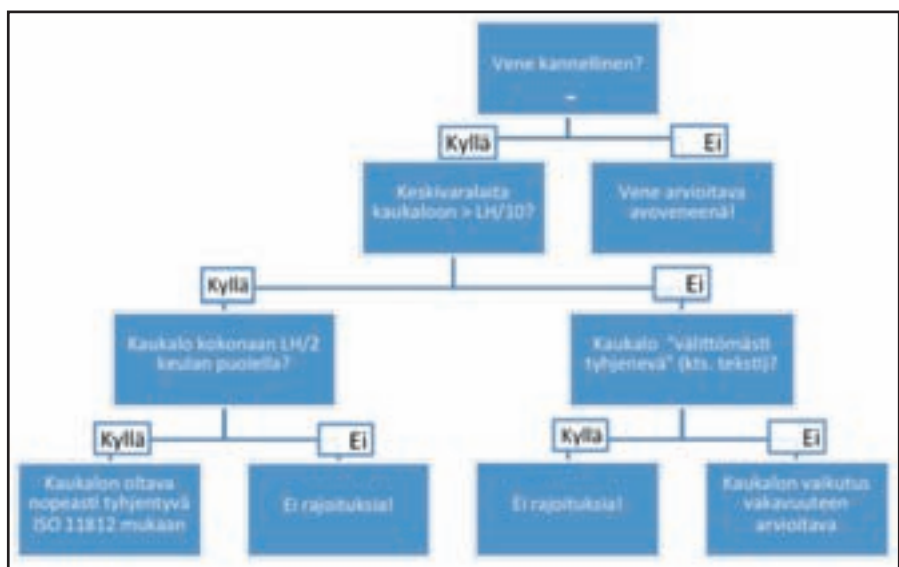 Vene kannellinen?
–
Kyllä
Ei
Keskivaralaita
kaukaloon > LH/10?
Vene arvioitava
avoveneenä!
Kyllä
Ei
Kaukalo kokonaan LH/2
keulan puolella?
Kaukalo "välittömästi
tyhjenevä" (kts. teksti)?
Kyllä
Ei
Kyllä
Ei
Kaukalon oltava
nopeasti tyhjentyvä
ISO 11812 mukaan
Ei rajoituksia!
Ei rajoituksia!
Kaukalon vaikutus
vakavuuteen
arvioitava